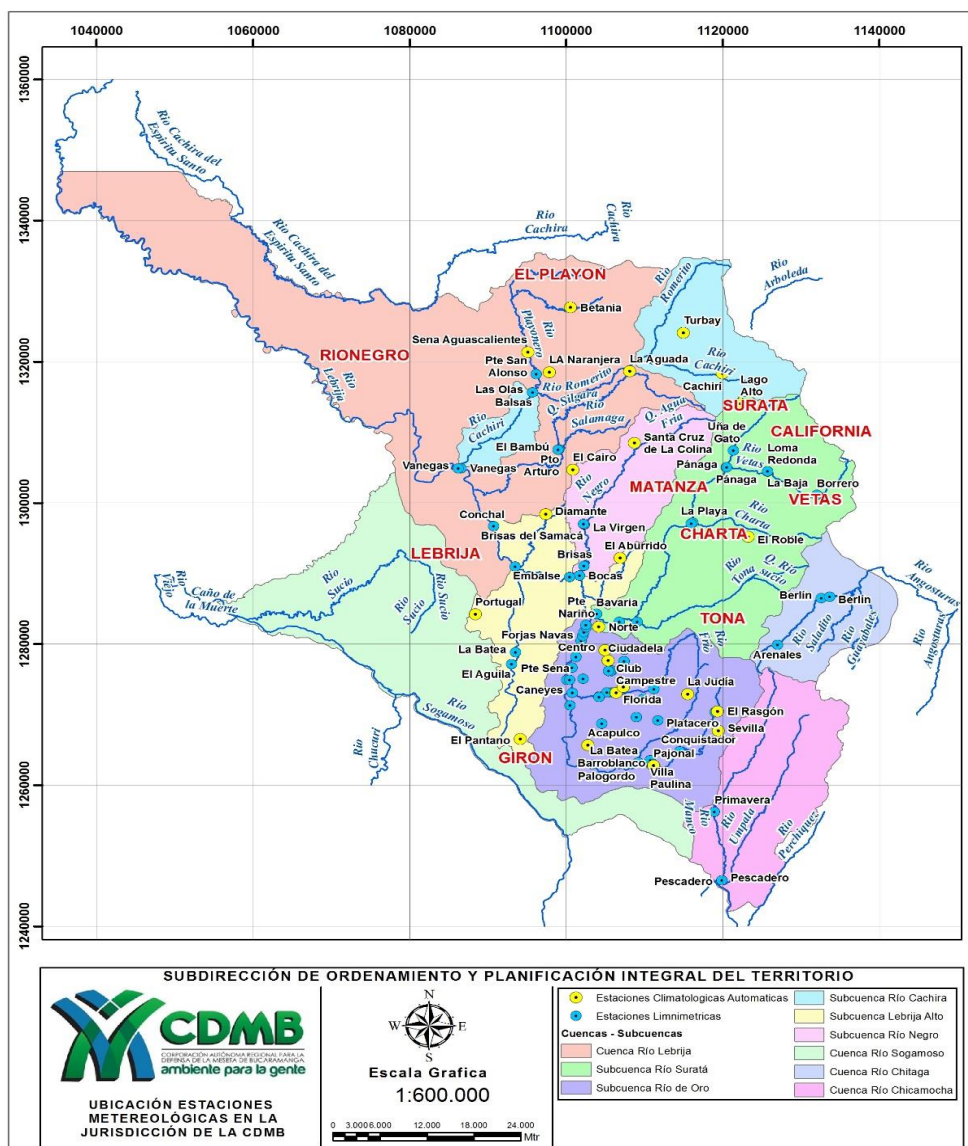 1040000
1060000
1080000
1100000
1120000
1140000
1360000
1340000
1320000
1300000
1280000
1260000
1240000
Rio Cachira del
Espiritu Santo
Rio Cachira del
Espiritu Santo
Rio
Cachira
Rio
Cachira
EL PLAYON
Rio
Romerito
Rio
Arboleda
Betania
Rio
Playonero
Turbay
Sena Aguascalientes
RIONEGRO
Pte San
Alonso
LA Naranjera
La Aguada
Rio
Cachiri
Rio
Lebrija
Las Olas
Balsas
Rio Romerito
Q. Silgara
Rio
Salamaga
Cachirí
Lago
Alto
SURATA
Rio
Cachiri
Q. Agua
Fria
Uña de
Gato
CALIFORNIA
El Bambú
Pto
Arturo
El Cairo
Santa Cruz
de La Colina
Rio
Vetas
Loma
Redonda
Vanegas
Vanegas
Rio
Negro
MATANZA
Pánaga
Pánaga
La Baja
Borrero
VETAS
Conchal
Diamante
La Virgen
La Playa
Rio
Charta
CHARTA
Brisas del Samacá
El Roble
LEBRIJA
Brisas
El Abürrido
Rio
Tona
Q. Rio
sucio
Rio
Angosturas
Rio
Viejo
Caño de
la Muerte
Rio
Sucio
Rio Sucio
Rio
Sucio
Embalse
Bocas
Berlín
Berlin
Portugal
Pte
Nariño
Bavaria
Norte
TONA
Rio
Saladito
Rio
Guayabales
Rio
Angosturas
Forjas Navas
Rio
Frio
Arenales
La Batea
Centro
Ciudadela
El Aguila
Pte Sena
Club
Campestre
Caneyes
Florida
La Judía
Rio
Sogamoso
El Rasgón
Rio
Chucuri
Platacero
Sevilla
Acapulco
El Pantano
GIRON
La Batea
Conquistador
Barroblanco
Pajonal
Palogordo
Villa
Paulina
Primavera
Rio
Manco
Rio
Umpala
Rio
Perchiquez
Pescadero
Pescadero
SUBDIRECCIÓN DE ORDENAMIENTO Y PLANIFICACIÓN INTEGRAL DEL TERRITORIO
CDMB
CORPORACIÓN AUTÓNOMA REGIONAL PARA LA
DEFENSA DE LA MESETA DE BUCARAMANGA
ambiente para la gente
UBICACIÓN ESTACIONES
METEREOLÓGICAS EN LA
JURISDICCIÓN DE LA CDMB
N
W
E
S
Escala Grafica
1:600.000
0 3.000 6.000 12.000 18.000 24.000
Mtr
Estaciones Climatologicas Automaticas
Estaciones Limnimetricas
Cuencas - Subcuencas
Cuenca Río Lebrija
Subcuenca Río Suratá
Subcuenca Río de Oro
Subcuenca Río Cachira
Subcuenca Lebrija Alto
Subcuenca Río Negro
Cuenca Río Sogamoso
Cuenca Río Chitaga
Cuenca Río Chicamocha